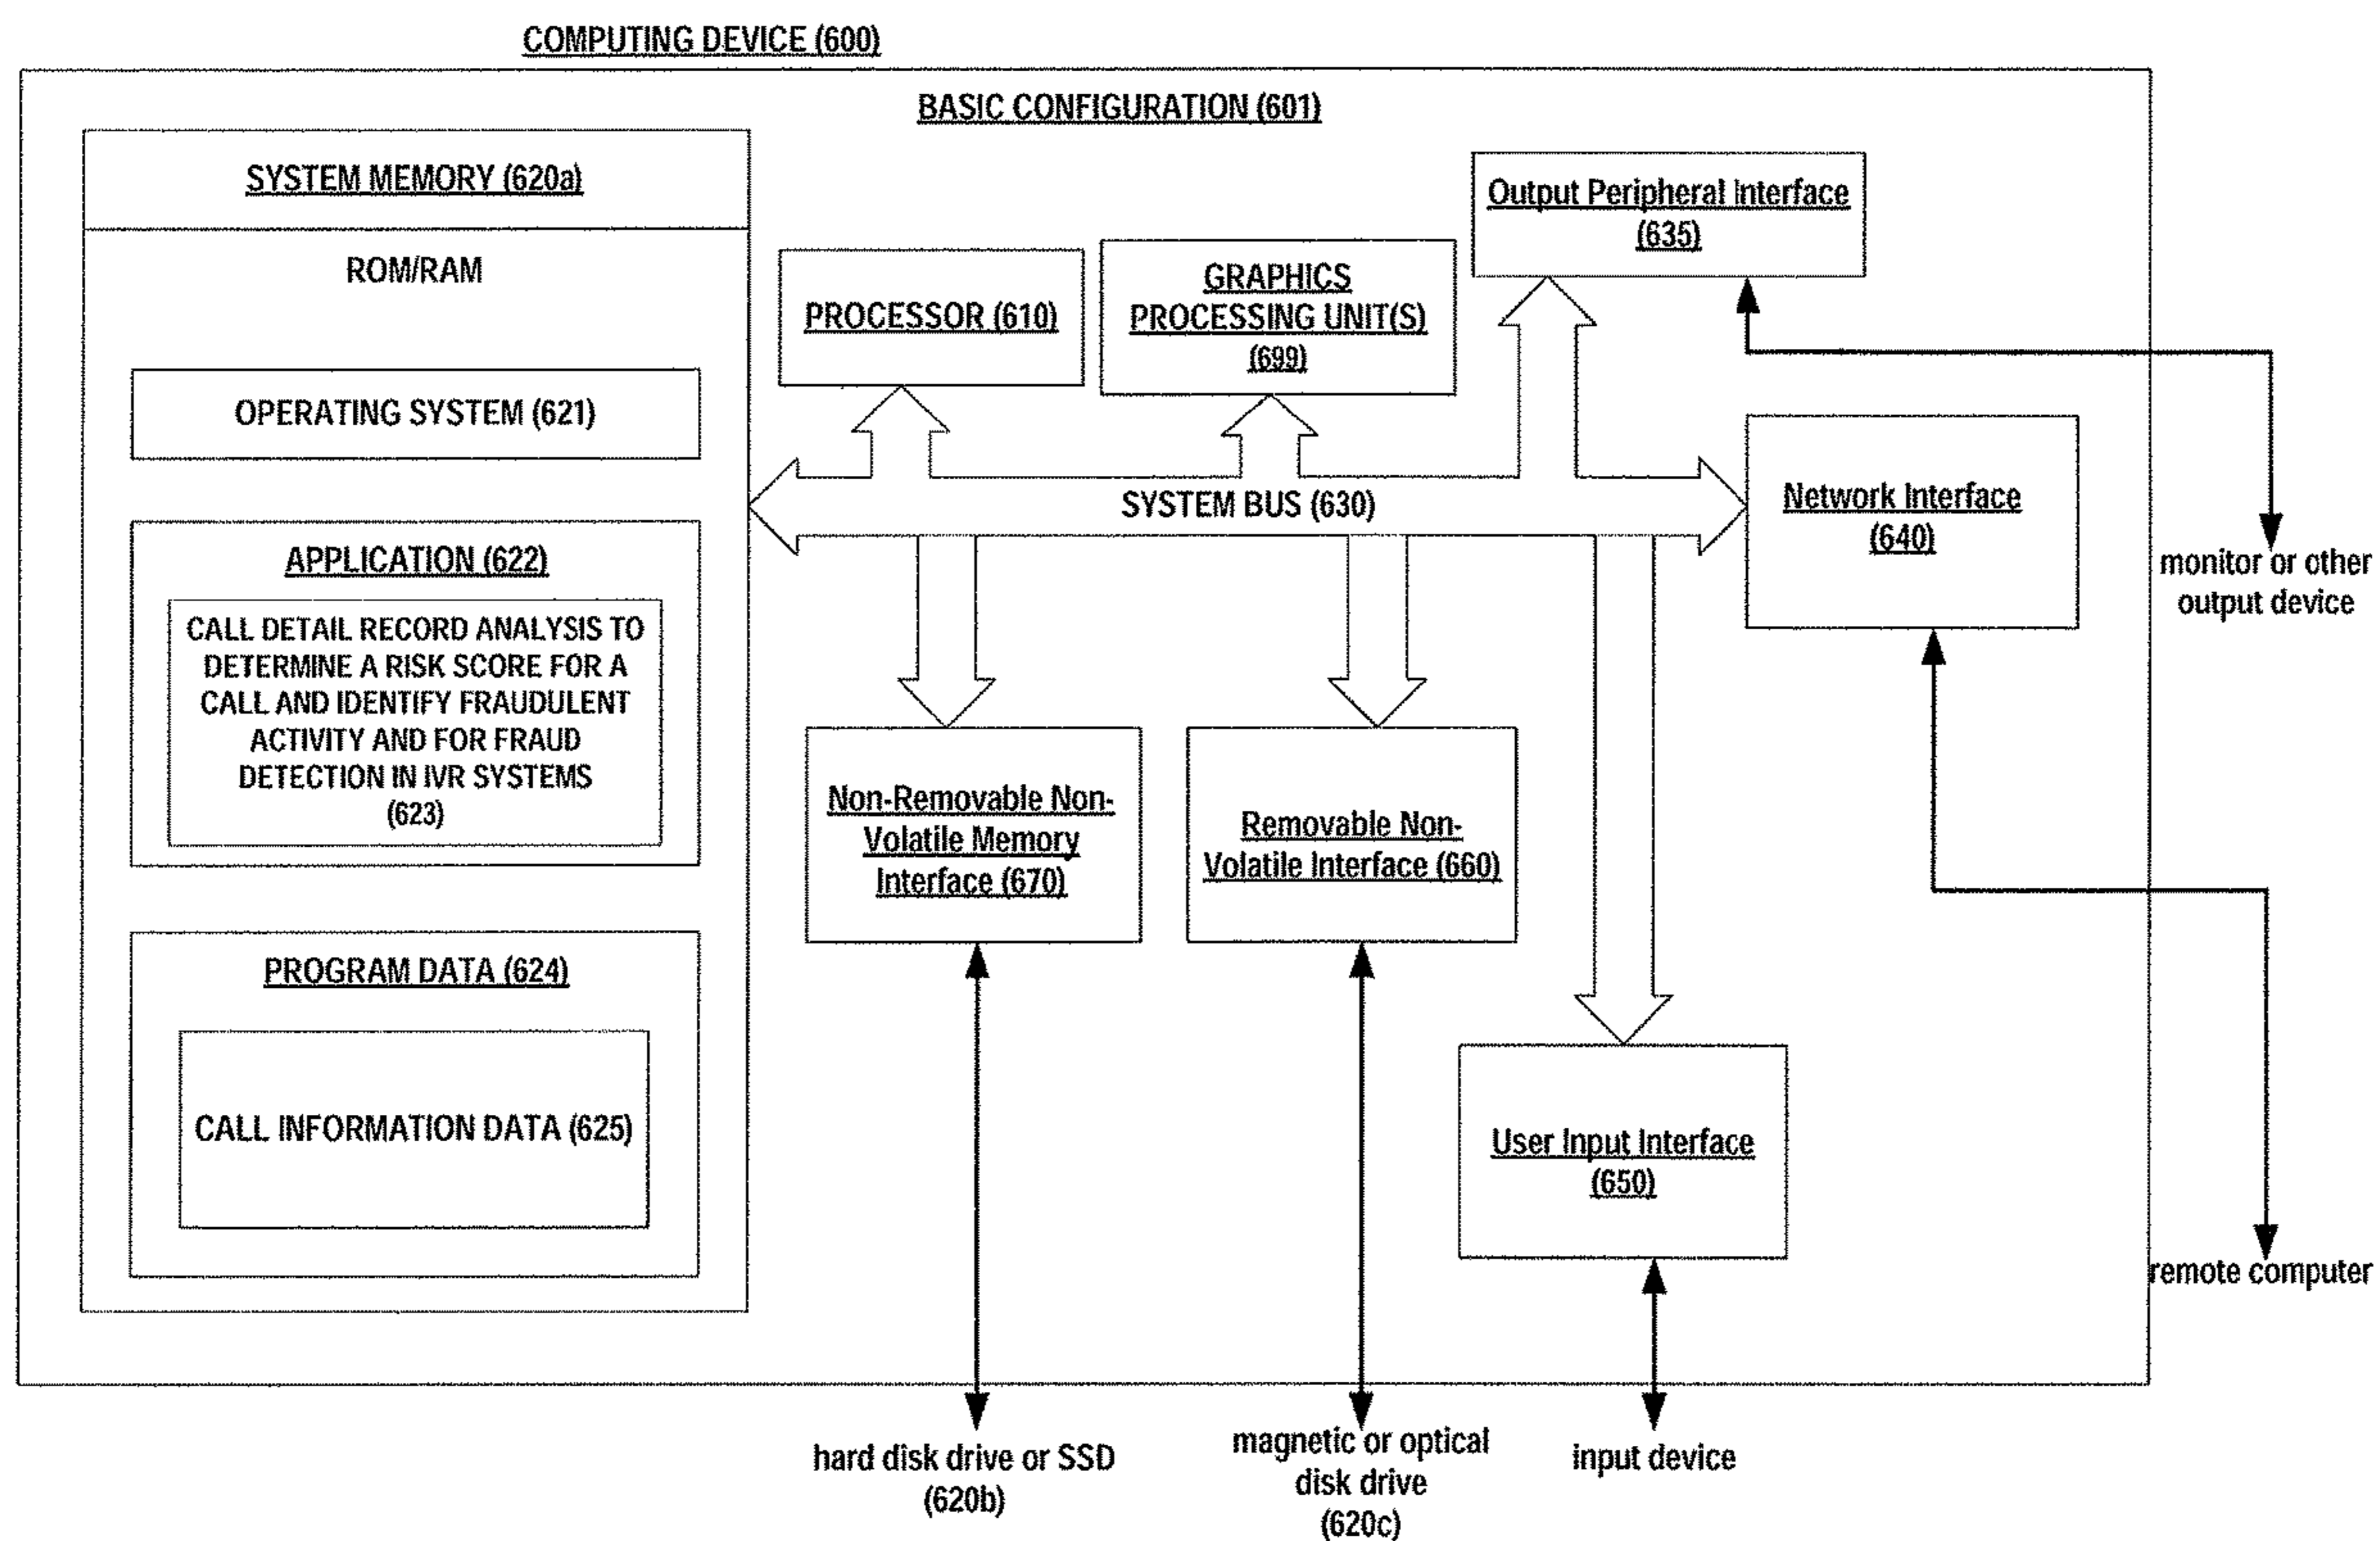 COMPUTING DEVICE (600)
BASIC CONFIGURATION (601)
SYSTEM MEMORY (620a)
ROM/RAM
OPERATING SYSTEM (621)
APPLICATION (622)
CALL DETAIL RECORD ANALYSIS TO
DETERMINE A RISK SCORE FOR A
CALL AND IDENTIFY FRAUDULENT
ACTIVITY AND FOR FRAUD
DETECTION IN IVR SYSTEMS
(623)
PROGRAM DATA (624)
CALL INFORMATION DATA (625)
PROCESSOR (610)
GRAPHICS
PROCESSING UNIT(S)
(699)
Output Peripheral Interface
(635)
SYSTEM BUS (630)
Network Interface
(640)
monitor or other
output device
Non-Removable Non-
Volatile Memory
Interface (670)
Removable Non-
Volatile Interface (660)
User Input Interface
(650)
remote computer
hard disk drive or SSD
(620b)
magnetic or optical
disk drive
(620c)
input device